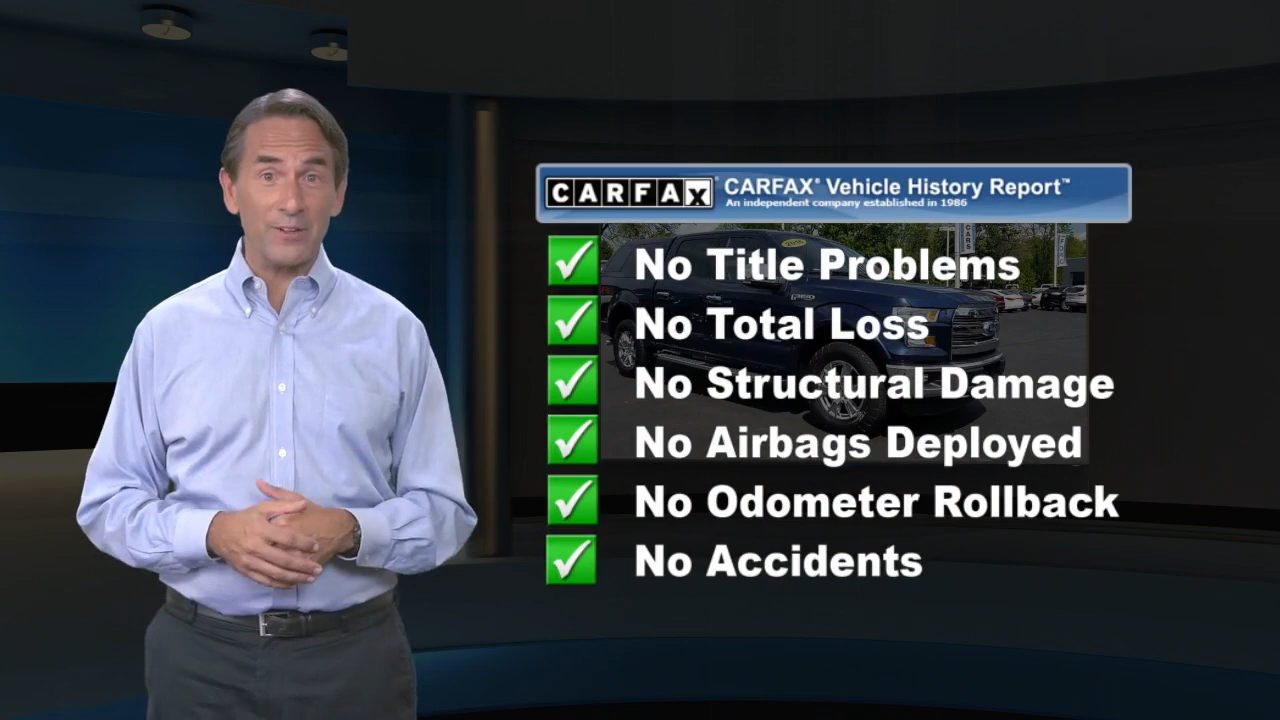 CARFAX
CARFAX® Vehicle History Report™
An independent company established in 1986
No Title Problems
No Total Loss
No Structural Damage
No Airbags Deployed
No Odometer Rollback
No Accidents
CARS